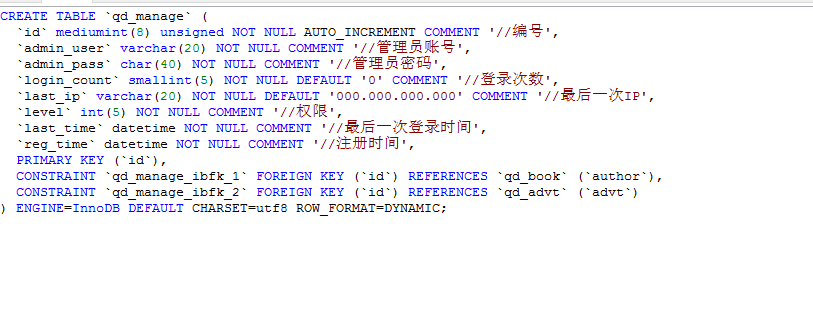 CREATE TABLE `qd_manage` (
  `id` mediumint(8) unsigned NOT NULL AUTO_INCREMENT COMMENT '//编号',
  `admin_user` varchar(20) NOT NULL COMMENT '//管理员账号',
  `admin_pass` char(40) NOT NULL COMMENT '//管理员密码',
  `login_count` smallint(5) NOT NULL DEFAULT '0' COMMENT '//登录次数',
  `last_ip` varchar(20) NOT NULL DEFAULT '000.000.000.000' COMMENT '//最后一次IP',
  `level` int(5) NOT NULL COMMENT '//权限',
  `last_time` datetime NOT NULL COMMENT '//最后一次登录时间',
  `reg_time` datetime NOT NULL COMMENT '//注册时间',
  PRIMARY KEY (`id`),
  CONSTRAINT `qd_manage_ibfk_1` FOREIGN KEY (`id`) REFERENCES `qd_book` (`author`),
  CONSTRAINT `qd_manage_ibfk_2` FOREIGN KEY (`id`) REFERENCES `qd_advt` (`advt`)
) ENGINE=InnoDB DEFAULT CHARSET=utf8 ROW_FORMAT=DYNAMIC;